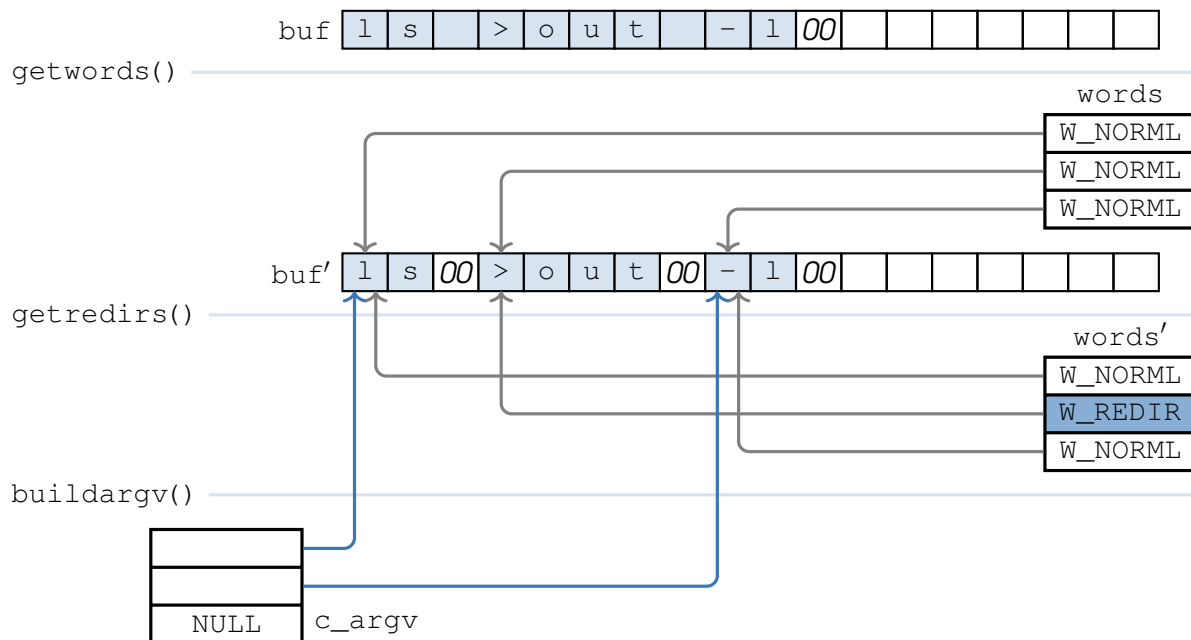 buf l s > o u t - l 00
getwords()
words
W_NORML
W_NORML
W_NORML
buf′ l s 00 > o u t 00 - l 00
getredirs()
words′
W_NORML
W_REDIR
W_NORML
buildargv()
NULL c_argv